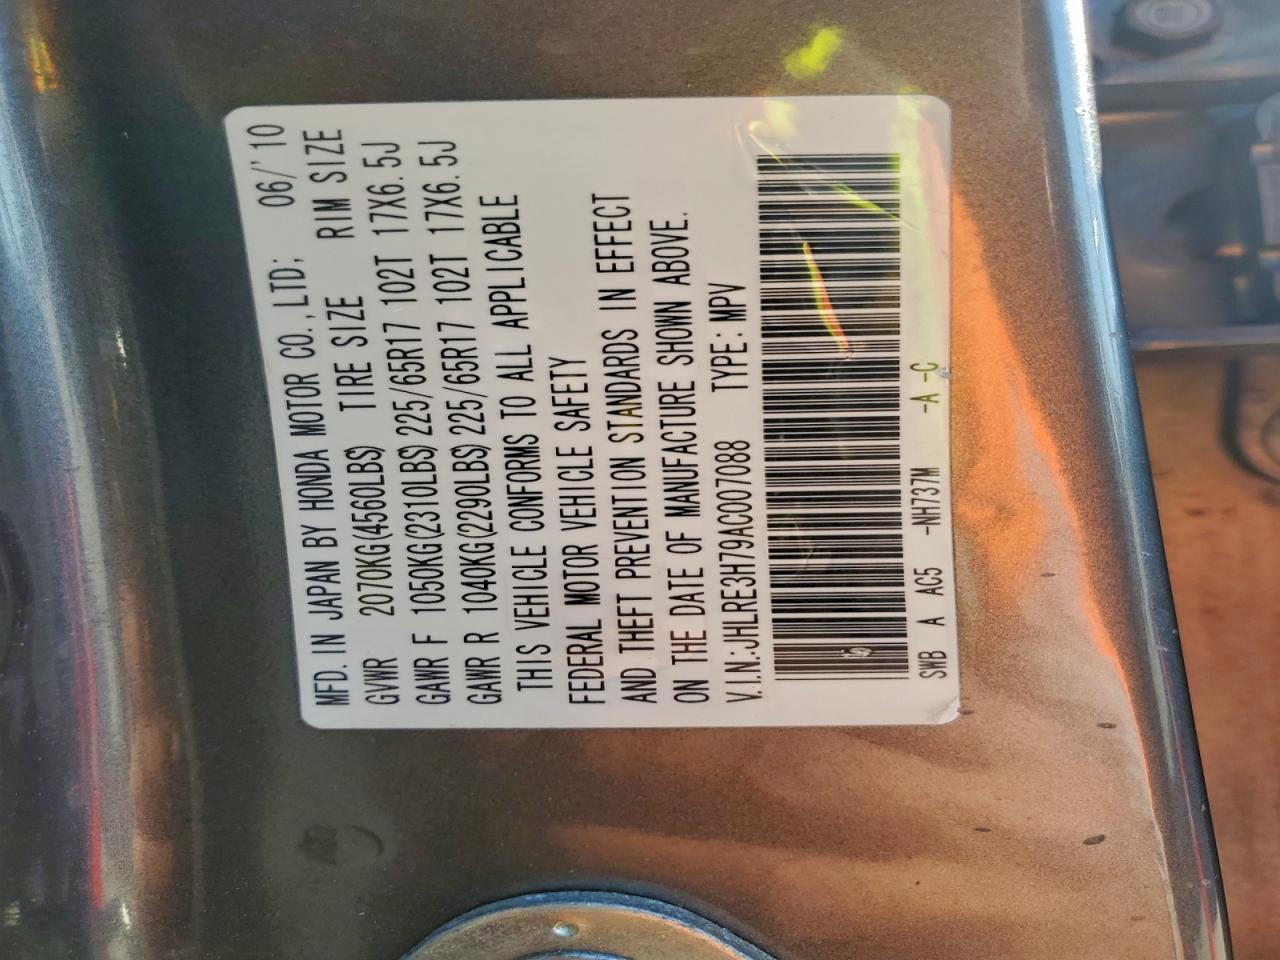 MFD. IN JAPAN BY HONDA MOTOR CO., LTD; 06/'10
GVWR 2070KG(4560LBS) TIRE SIZE RIM SIZE
GAWR F 1050KG(2310LBS) 225/65R17 102T 17X6.5J
GAWR R 1040KG(2290LBS) 225/65R17 102T 17X6.5J
THIS VEHICLE CONFORMS TO ALL APPLICABLE
FEDERAL MOTOR VEHICLE SAFETY
AND THEFT PREVENTION STANDARDS IN EFFECT
ON THE DATE OF MANUFACTURE SHOWN ABOVE.
V.I.N.:JHLRE3H79AC007088 TYPE: MPV
SWB A AC5 -NH737M -A -C